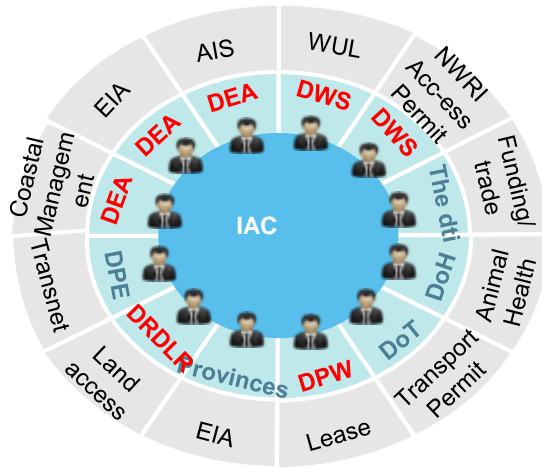 AIS
WUL
NWRI
Acc-ess
Permit
Funding/
trade
Animal
Health
Transport
Permit
Lease
EIA
Land
access
Transnet
Coastal
Managem
ent
EIA
DEA
DWS
DWS
The dti
DoH
DoT
DPW
Provinces
DRDLR
DPE
DEA
DEA
IAC